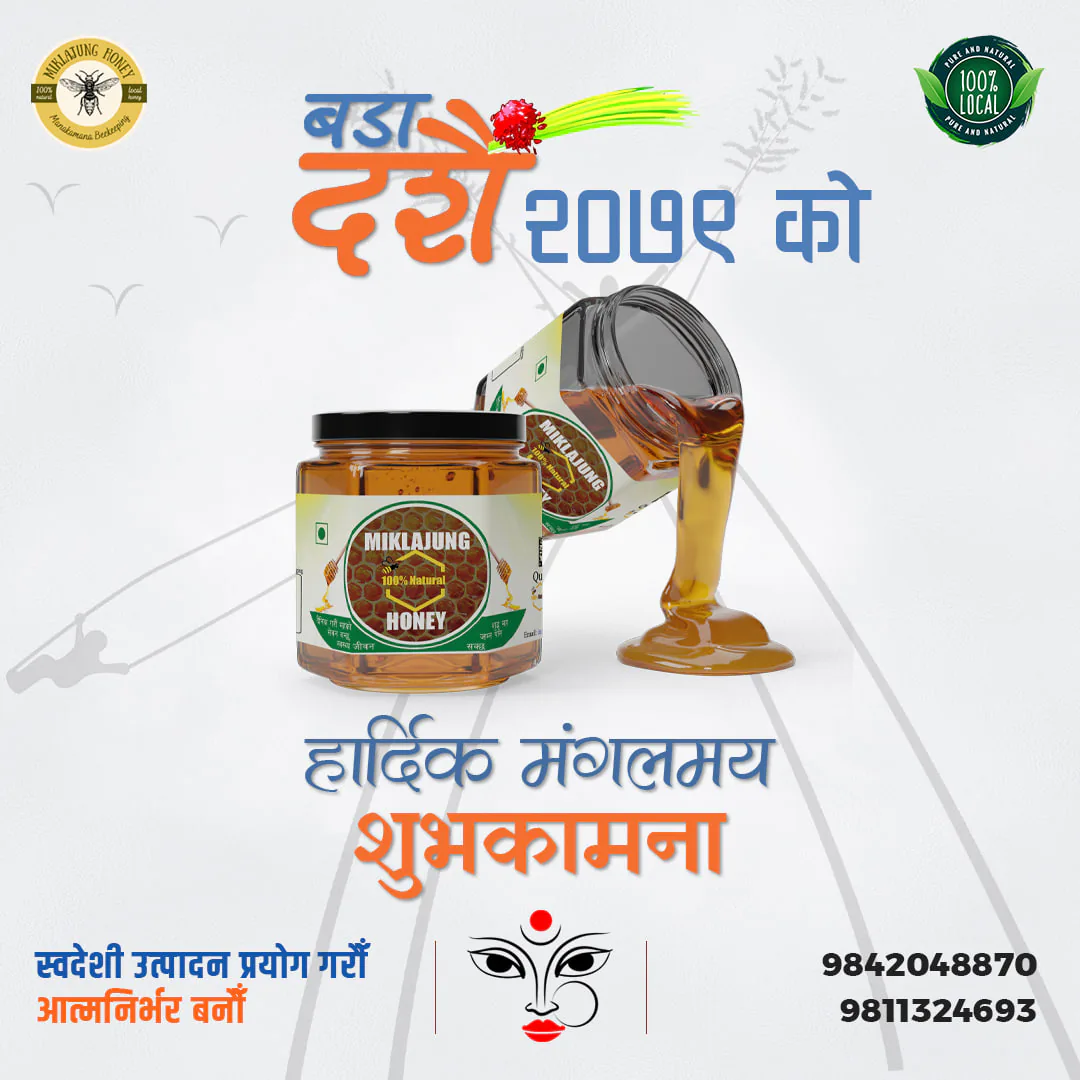 MIKLAJUNG HONEY
100% natural
local honey
Manakamana Beekeeping
PURE AND NATURAL
100%
LOCAL
PURE AND NATURAL
बडा
दशैं २०७९ को
MIKLAJUNG
100% Natural
MIKLAJUNG
100% Natural
HONEY
स्वस्थ जीवन
हार्दिक मंगलमय
शुभकामना
स्वदेशी उत्पादन प्रयोग गरौँ
आत्मनिर्भर बनौँ
9842048870
9811324693